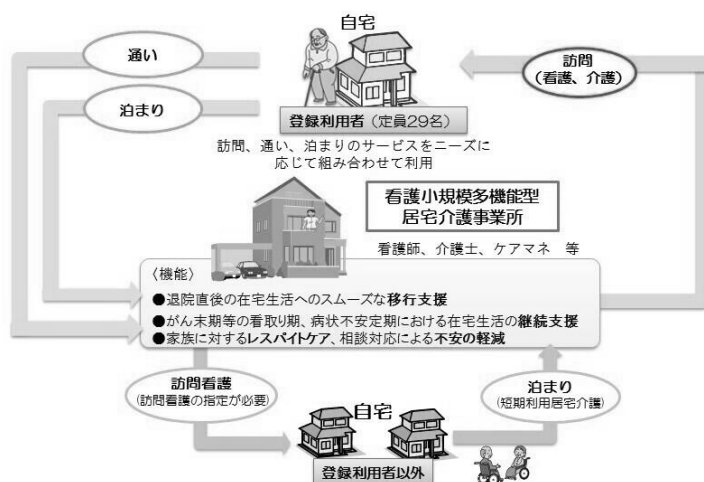 自宅
通い
泊まり
訪問
(看護、介護)
登録利用者（定員29名）
訪問、通い、泊まりのサービスをニーズに
応じて組み合わせて利用
看護小規模多機能型
居宅介護事業所
看護師、介護士、ケアマネ 等
〈機能〉
●退院直後の在宅生活へのスムーズな移行支援
●がん末期等の看取り期、病状不安定期における在宅生活の継続支援
●家族に対するレスパイトケア、相談対応による不安の軽減
訪問看護
(訪問看護の指定が必要)
泊まり
(短期利用居宅介護)
自宅
登録利用者以外